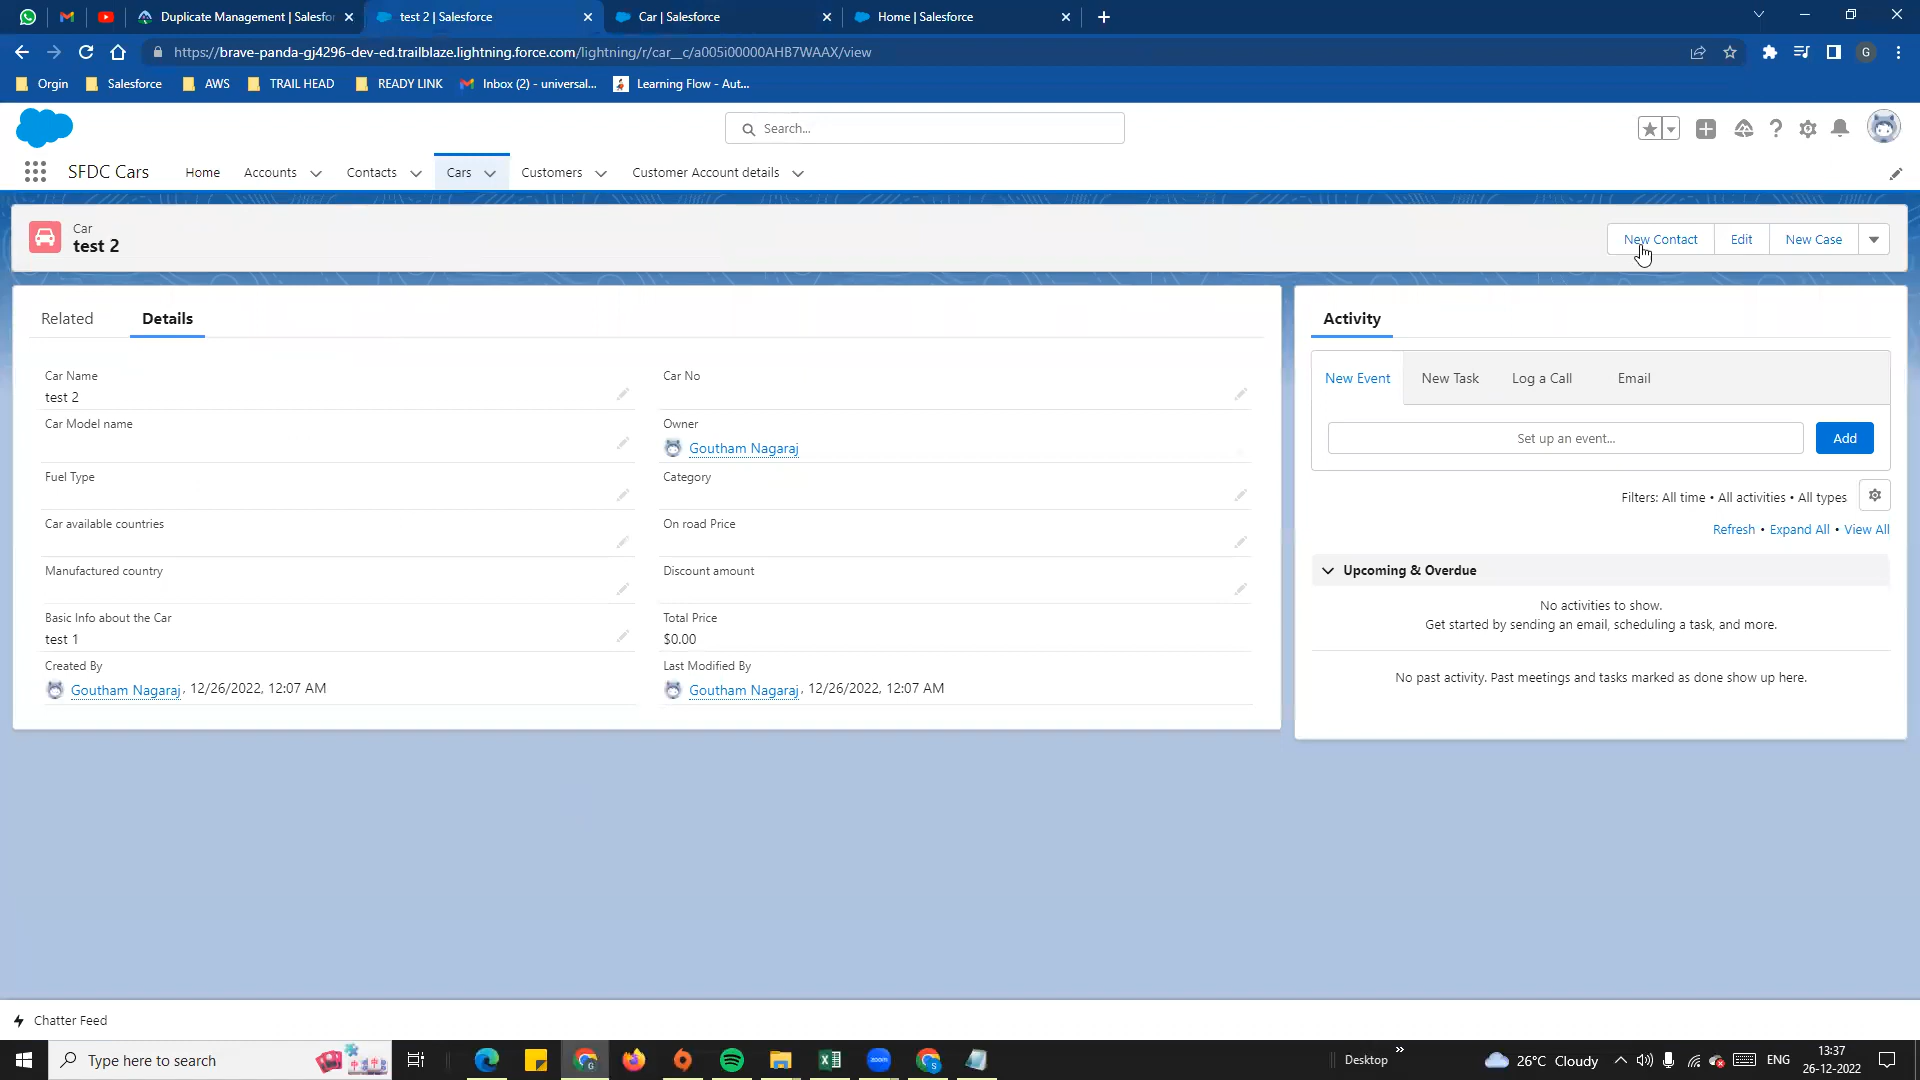 Duplicate Management | Salesfor
test 2 | Salesforce
Car | Salesforce
Home | Salesforce
https://brave-panda-gj4296-dev-ed.trailblaze.lightning.force.com/lightning/r/car__c/a005i00000AHB7WAAX/view
G
Orgin
Salesforce
AWS
TRAIL HEAD
READY LINK
Inbox (2) - universal...
Learning Flow - Aut...
Search...
SFDC Cars
Home
Accounts
Contacts
Cars
Customers
Customer Account details
Car
test 2
New Contact
Edit
New Case
Related
Details
Activity
Car Name
test 2
Car No
Car Model name
Owner
Goutham Nagaraj
Fuel Type
Category
Car available countries
On road Price
Manufactured country
Discount amount
Basic Info about the Car
test 1
Total Price
$0.00
Created By
Goutham Nagaraj, 12/26/2022, 12:07 AM
Last Modified By
Goutham Nagaraj, 12/26/2022, 12:07 AM
New Event
New Task
Log a Call
Email
Set up an event...
Add
Filters: All time • All activities • All types
Refresh • Expand All • View All
Upcoming & Overdue
No activities to show.
Get started by sending an email, scheduling a task, and more.
No past activity. Past meetings and tasks marked as done show up here.
Chatter Feed
Type here to search
zoom
Desktop
26°C Cloudy
ENG
13:37
26-12-2022